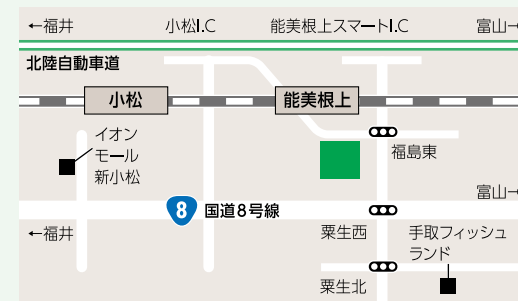 ←福井 小松I.C 能美根上スマートI.C 富山→
北陸自動車道
小松 能美根上
イオン
モール
新小松
福島東
富山→
8 国道8号線
←福井
粟生西
手取フィッシュ
ランド
粟生北